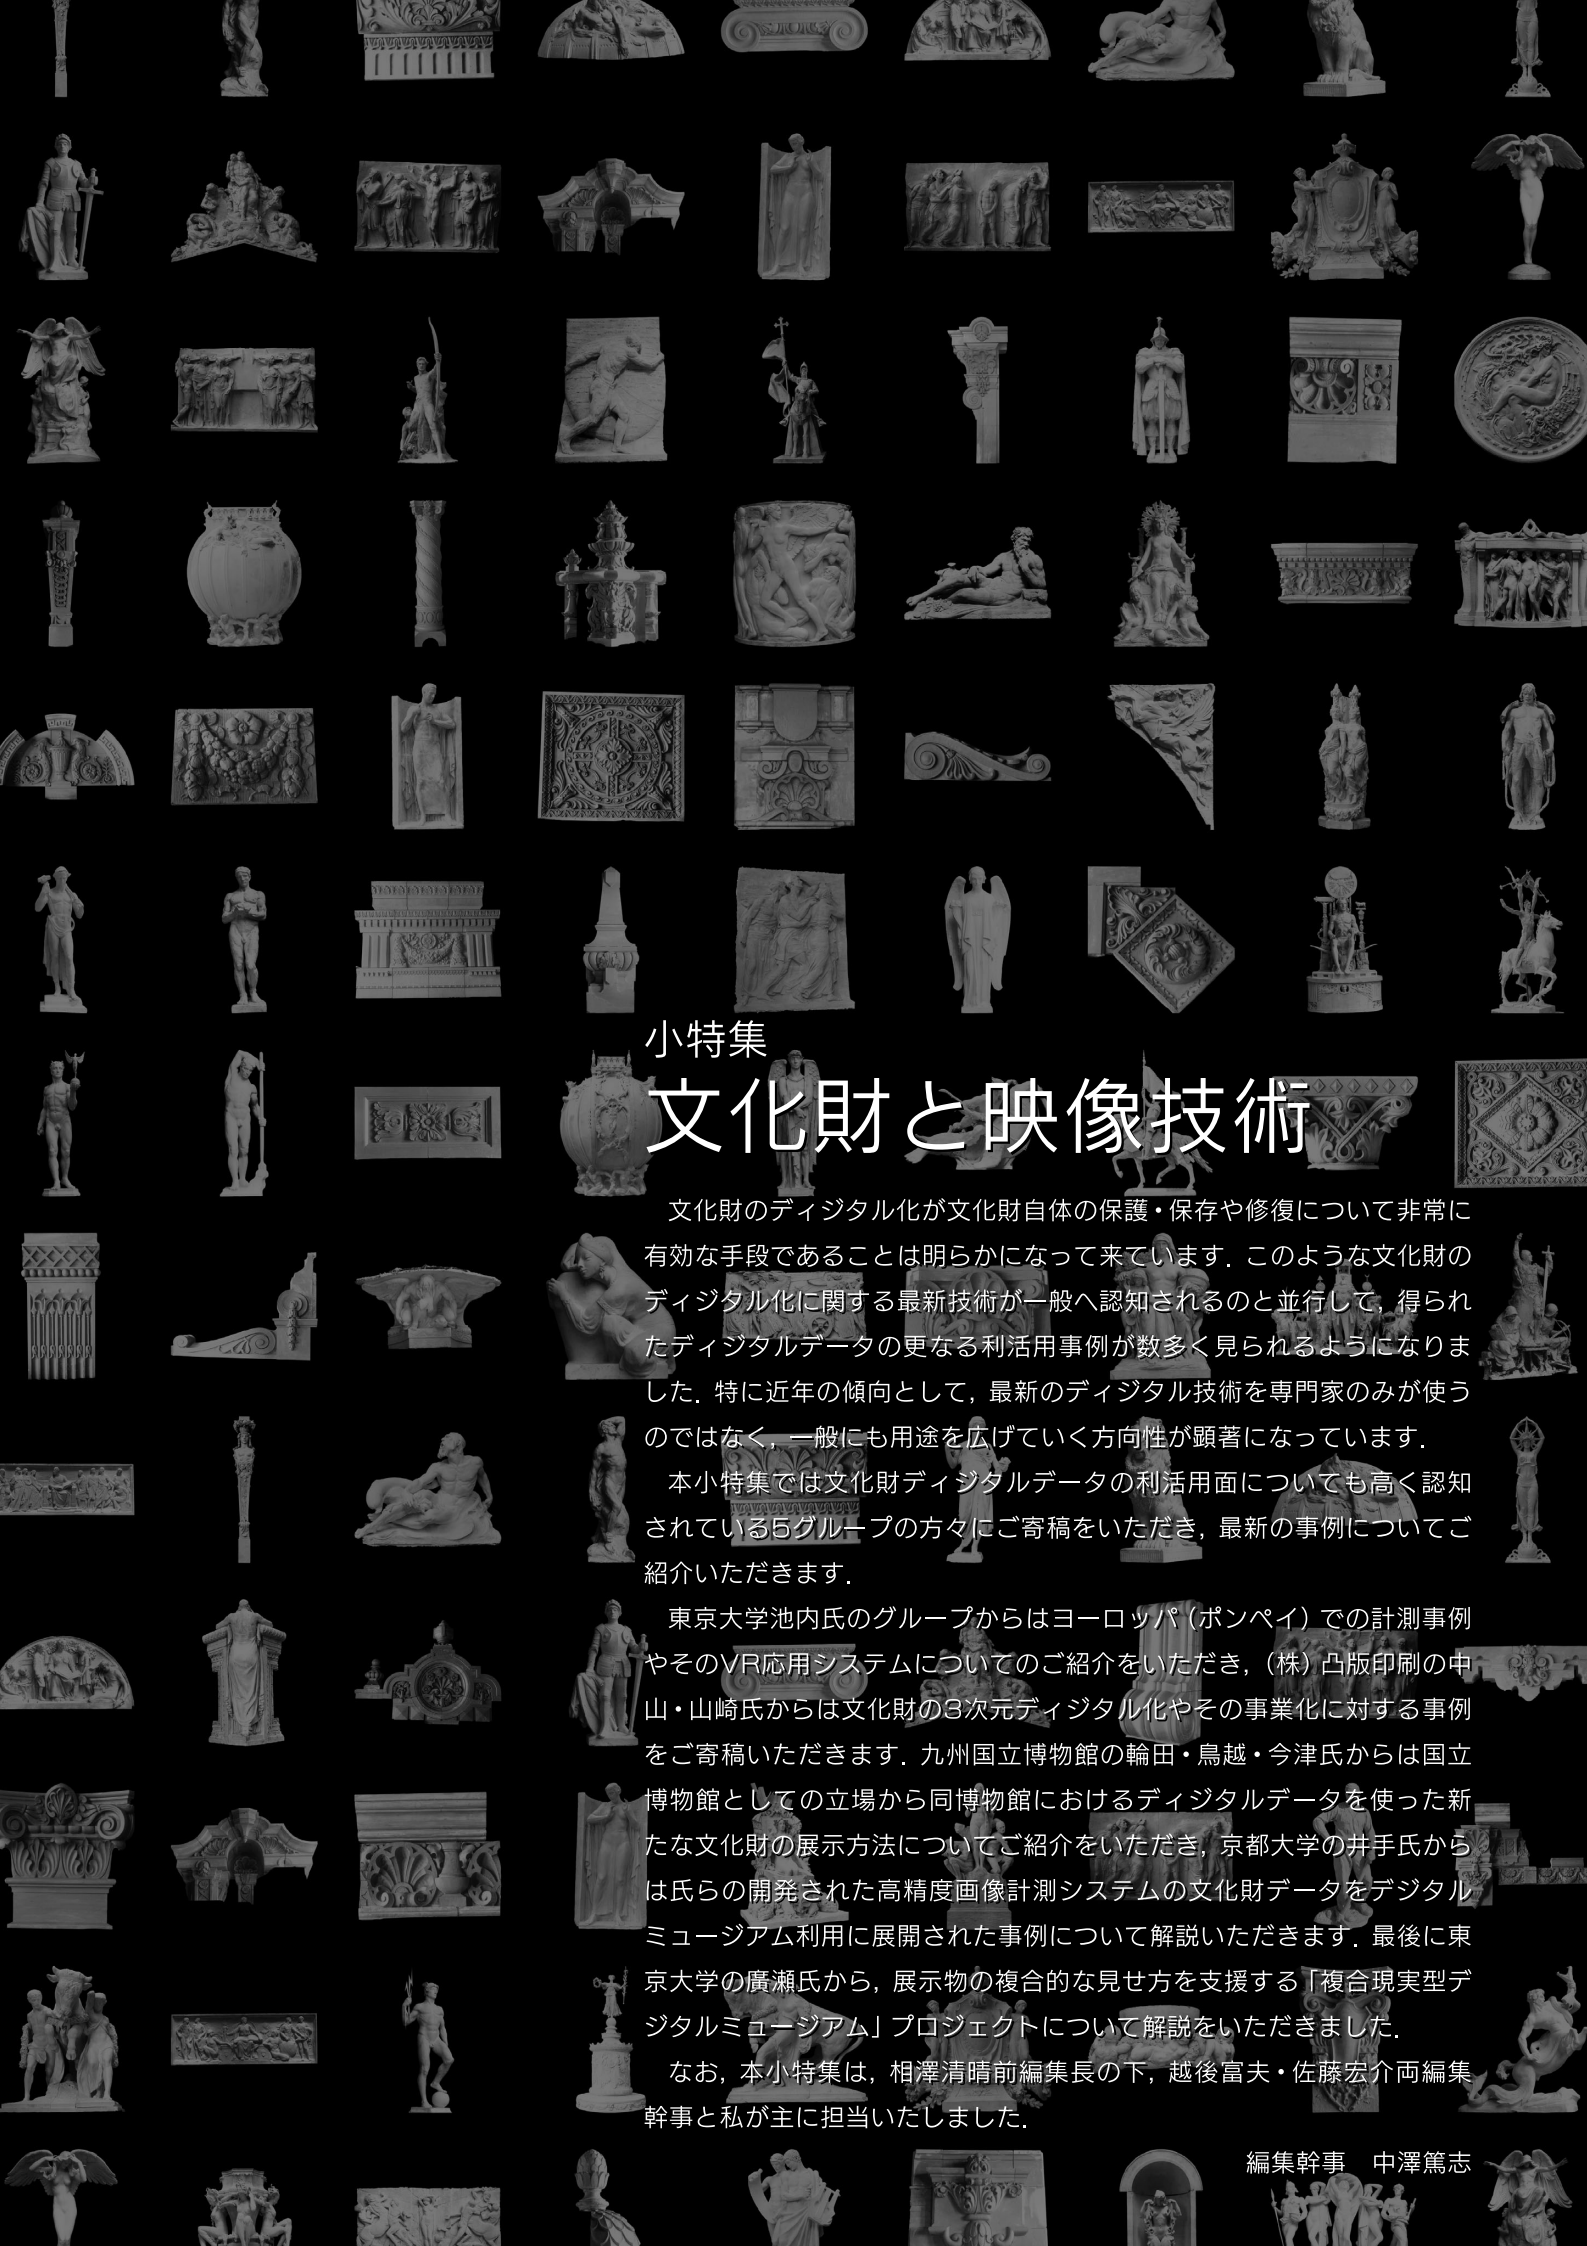 小特集
文化財と映像技術
文化財のディジタル化が文化財自体の保護・保存や修復について非常に
有効な手段であることは明らかになって来ています．このような文化財の
ディジタル化に関する最新技術が一般へ認知されるのと並行して，得られ
たディジタルデータの更なる利活用事例が数多く見られるようになりま
した．特に近年の傾向として，最新のディジタル技術を専門家のみが使う
のではなく，一般にも用途を広げていく方向性が顕著になっています．
本小特集では文化財ディジタルデータの利活用面についても高く認知
されている5グループの方々にご寄稿をいただき，最新の事例についてご
紹介いただきます．
東京大学池内氏のグループからはヨーロッパ（ポンペイ）での計測事例
やそのVR応用システムについてのご紹介をいただき，（株）凸版印刷の中
山・山崎氏からは文化財の3次元ディジタル化やその事業化に対する事例
をご寄稿いただきます．九州国立博物館の輪田・鳥越・今津氏からは国立
博物館としての立場から同博物館におけるディジタルデータを使った新
たな文化財の展示方法についてご紹介をいただき，京都大学の井手氏から
は氏らの開発された高精度画像計測システムの文化財データをデジタル
ミュージアム利用に展開された事例について解説いただきます．最後に東
京大学の廣瀬氏から，展示物の複合的な見せ方を支援する「複合現実型デ
ジタルミュージアム」プロジェクトについて解説をいただきました．
なお，本小特集は，相澤清晴前編集長の下，越後富夫・佐藤宏介両編集
幹事と私が主に担当いたしました．
編集幹事　中澤篤志